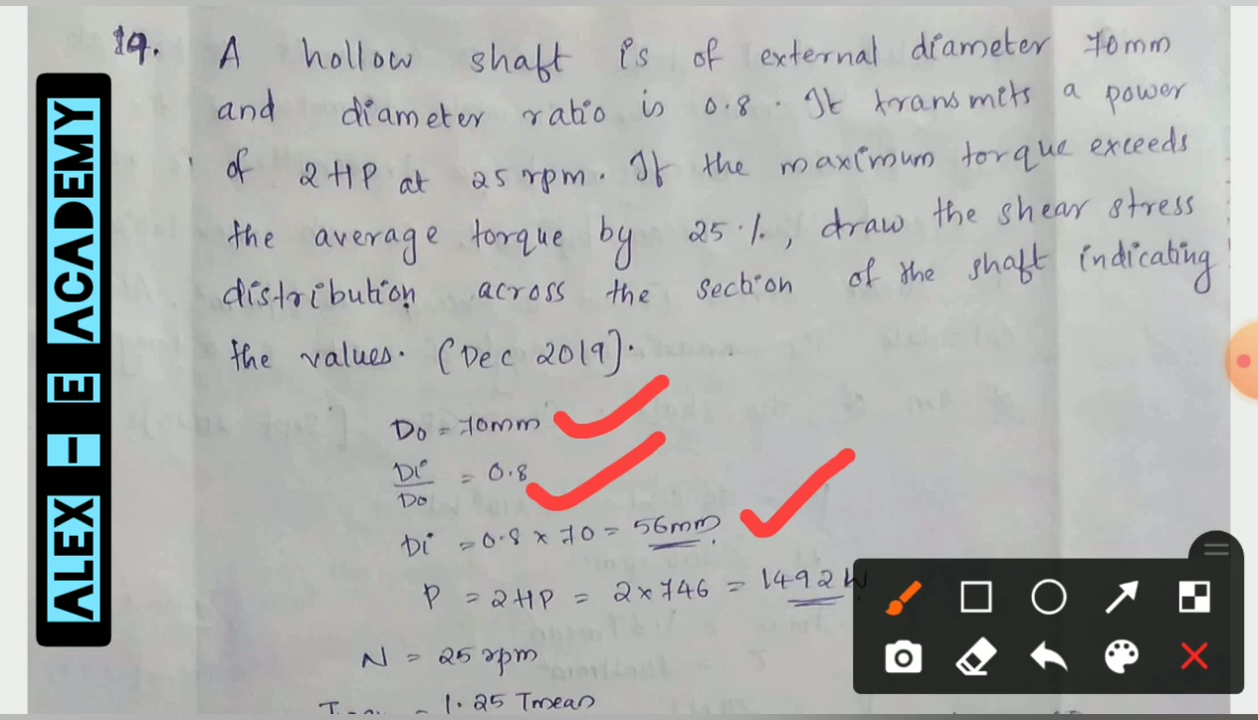 19. A hollow shaft is of external diameter 70mm
and diameter ratio is 0.8. It transmits a power
of 2HP at 25 rpm. If the maximum torque exceeds
the average torque by 25 %, draw the shear stress
distribution across the section of the shaft indicating
the values. (Dec 2019).
Do = 70mm
Di/Do = 0.8
Di = 0.8 x 70 = 56mm.
P = 2HP = 2x746 = 1492 W
N = 25 rpm
= 1.25 Tmean
ALEX - E ACADEMY